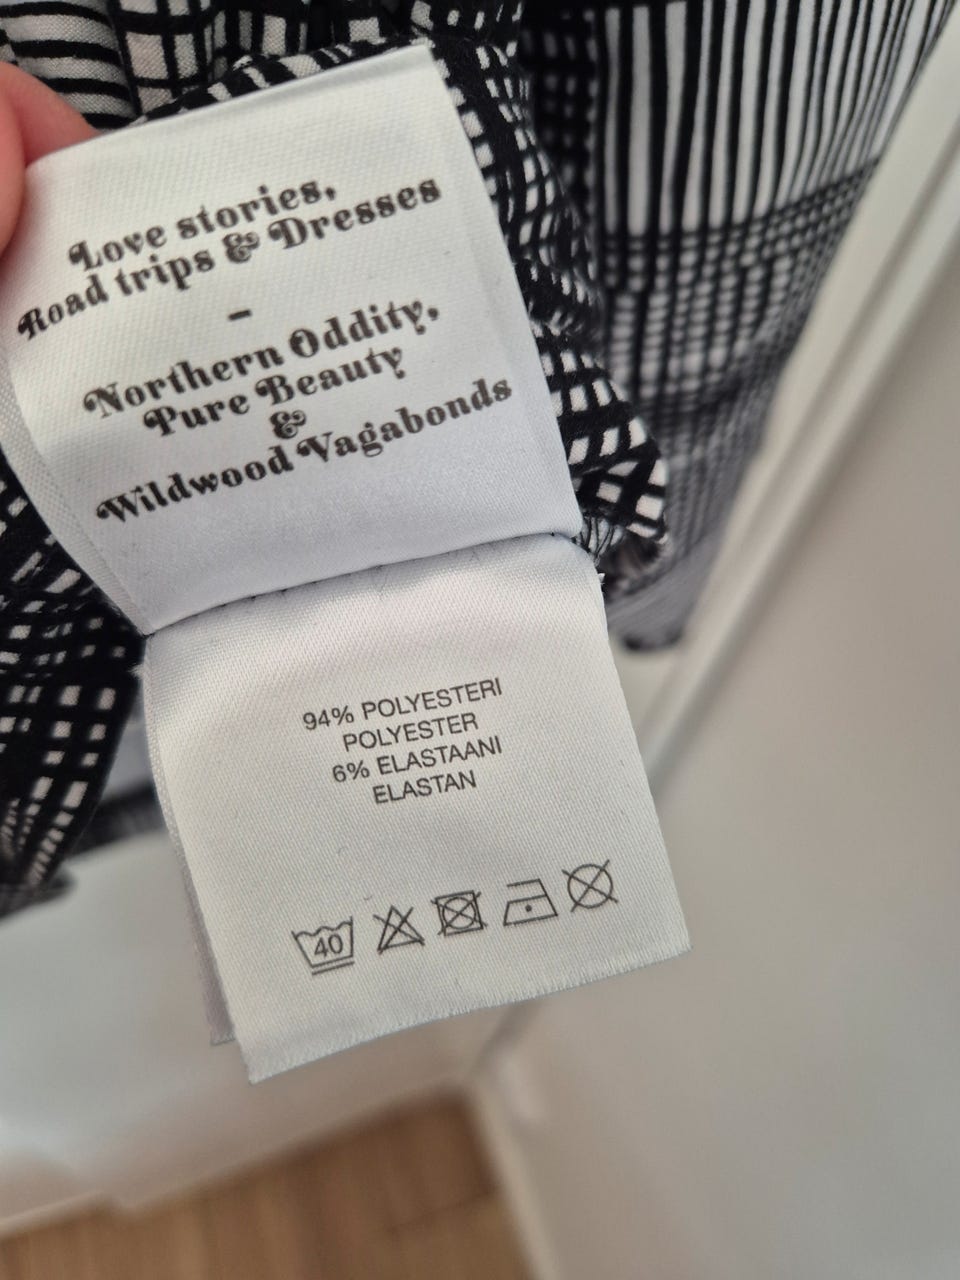 Love stories,
Road trips & Dresses
-
Northern Oddity,
Pure Beauty
&
Wildwood Vagabonds
94% POLYESTERI
POLYESTER
6% ELASTAANI
ELASTAN
40